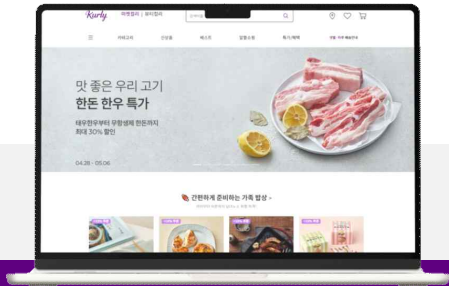 Kurly 마켓컬리 | 뷰티컬리
카테고리 신상품 베스트 알뜰쇼핑 특가/혜택
맛 좋은 우리 고기
한돈 한우 특가
태우한우부터 무항생제 한돈까지
최대 30% 할인
04.28 - 05.06
간편하게 준비하는 가족 밥상 >